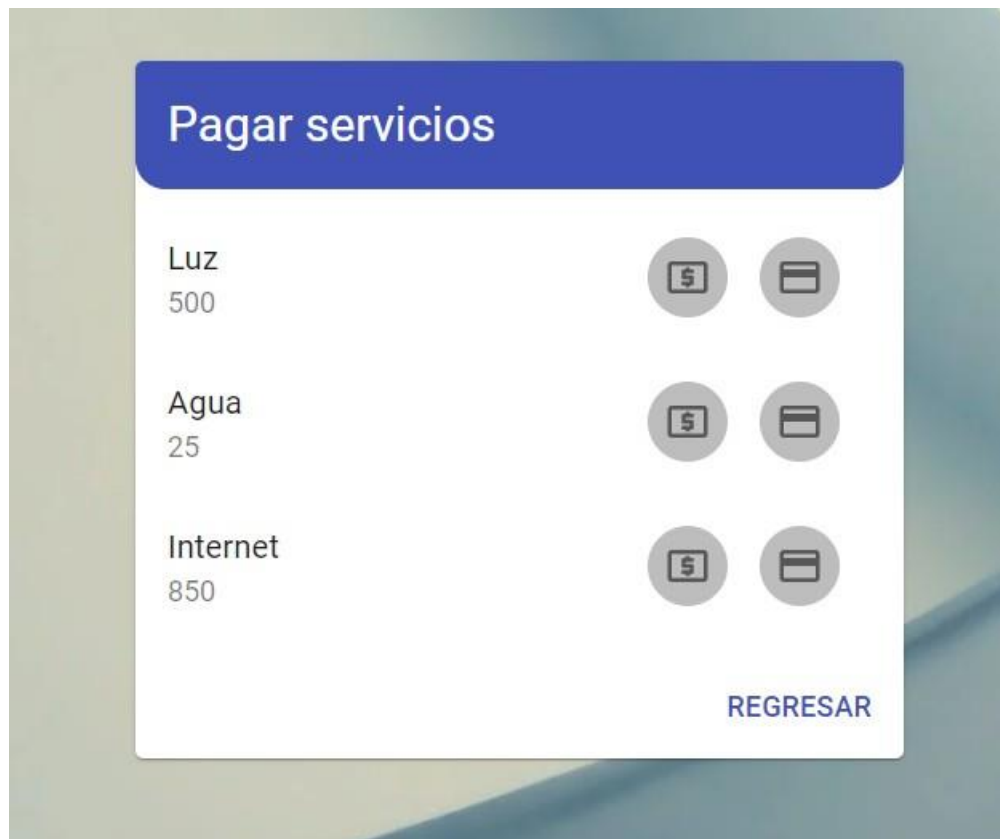 Pagar servicios
Luz
500
Agua
25
Internet
850
REGRESAR